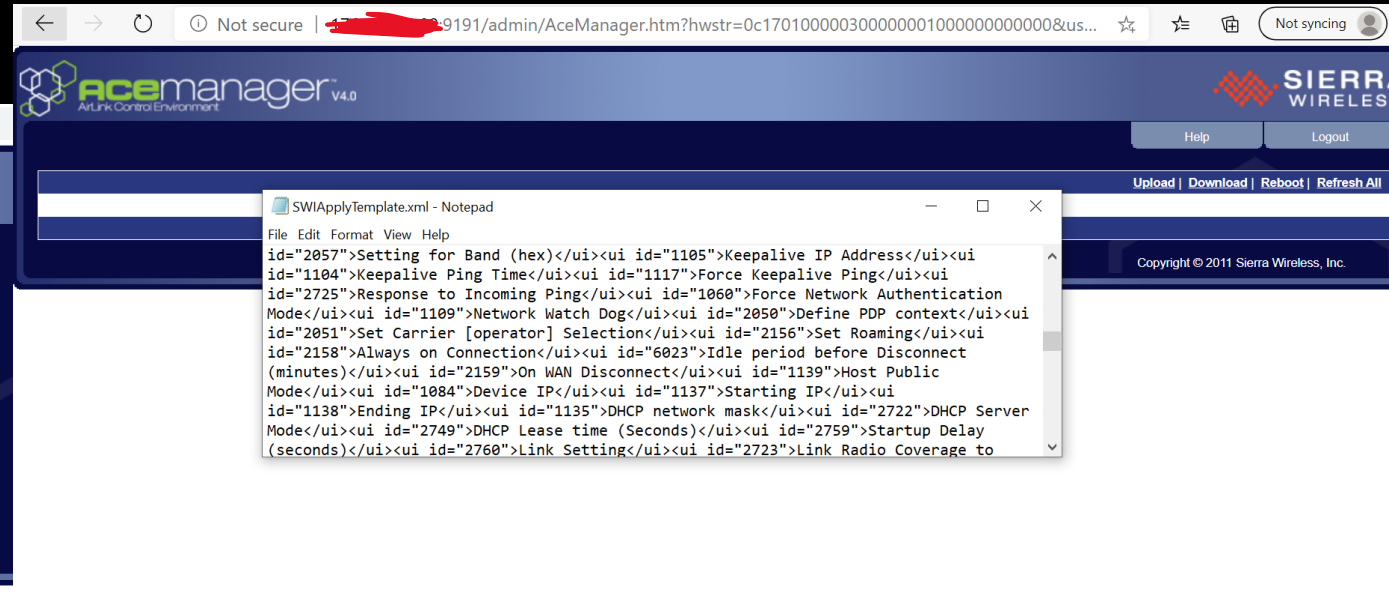 Not secure | :9191/admin/AceManager.htm?hwstr=0c1701000003000000010000000000000&us...
Not syncing
ACEmanager™ V4.0
AirLink Control Environment
SIERRA
WIRELES
Help
Logout
Upload | Download | Reboot | Refresh All
SWIApplyTemplate.xml - Notepad
File Edit Format View Help
id="2057">Setting for Band (hex)</ui><ui id="1105">Keepalive IP Address</ui><ui
id="1104">Keepalive Ping Time</ui><ui id="1117">Force Keepalive Ping</ui><ui
id="2725">Response to Incoming Ping</ui><ui id="1060">Force Network Authentication
Mode</ui><ui id="1109">Network Watch Dog</ui><ui id="2050">Define PDP context</ui><ui
id="2051">Set Carrier [operator] Selection</ui><ui id="2156">Set Roaming</ui><ui
id="2158">Always on Connection</ui><ui id="6023">Idle period before Disconnect
(minutes)</ui><ui id="2159">On WAN Disconnect</ui><ui id="1139">Host Public
Mode</ui><ui id="1084">Device IP</ui><ui id="1137">Starting IP</ui><ui
id="1138">Ending IP</ui><ui id="1135">DHCP network mask</ui><ui id="2722">DHCP Server
Mode</ui><ui id="2749">DHCP Lease time (Seconds)</ui><ui id="2759">Startup Delay
(seconds)</ui><ui id="2760">Link Setting</ui><ui id="2723">Link Radio Coverage to
Copyright © 2011 Sierra Wireless, Inc.